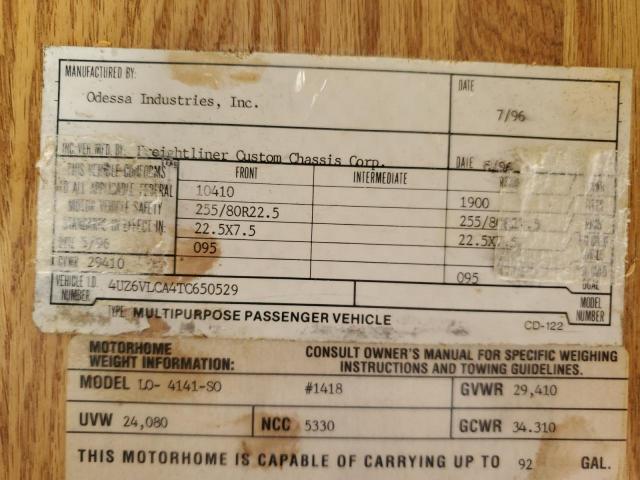 MANUFACTURED BY: DATE
Odessa Industries, Inc. 7/96
INC. VEH. MFD. BY: Freightliner Custom Chassis Corp. DATE 5/96
THIS VEHICLE CONFORMS FRONT INTERMEDIATE
TO ALL APPLICABLE FEDERAL 10410 1900
MOTOR VEHICLE SAFETY 255/80R22.5
STANDARDS IN EFFECT IN: 22.5X7.5
5/96 095
GVWR 29410 095
VEHICLE I.D. NUMBER 4UZ6VLCA4TC650529 MODEL NUMBER
TYPE MULTIPURPOSE PASSENGER VEHICLE CD-122
MOTORHOME WEIGHT INFORMATION: CONSULT OWNER'S MANUAL FOR SPECIFIC WEIGHING INSTRUCTIONS AND TOWING GUIDELINES.
MODEL LO- 4141-SO #1418 GVWR 29,410
UVW 24,080 NCC 5330 GCWR 34.310
THIS MOTORHOME IS CAPABLE OF CARRYING UP TO 92 GAL.